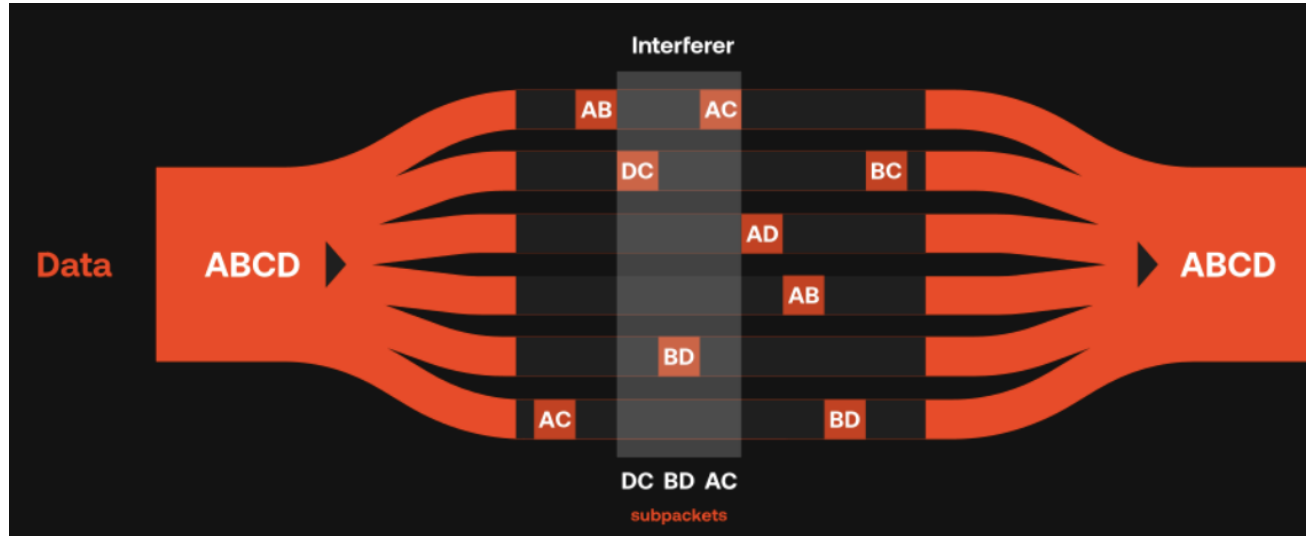 Interferer
AB AC
DC BC
AD
Data ABCD ABCD
AB
BD
AC BD
DC BD AC
subpackets